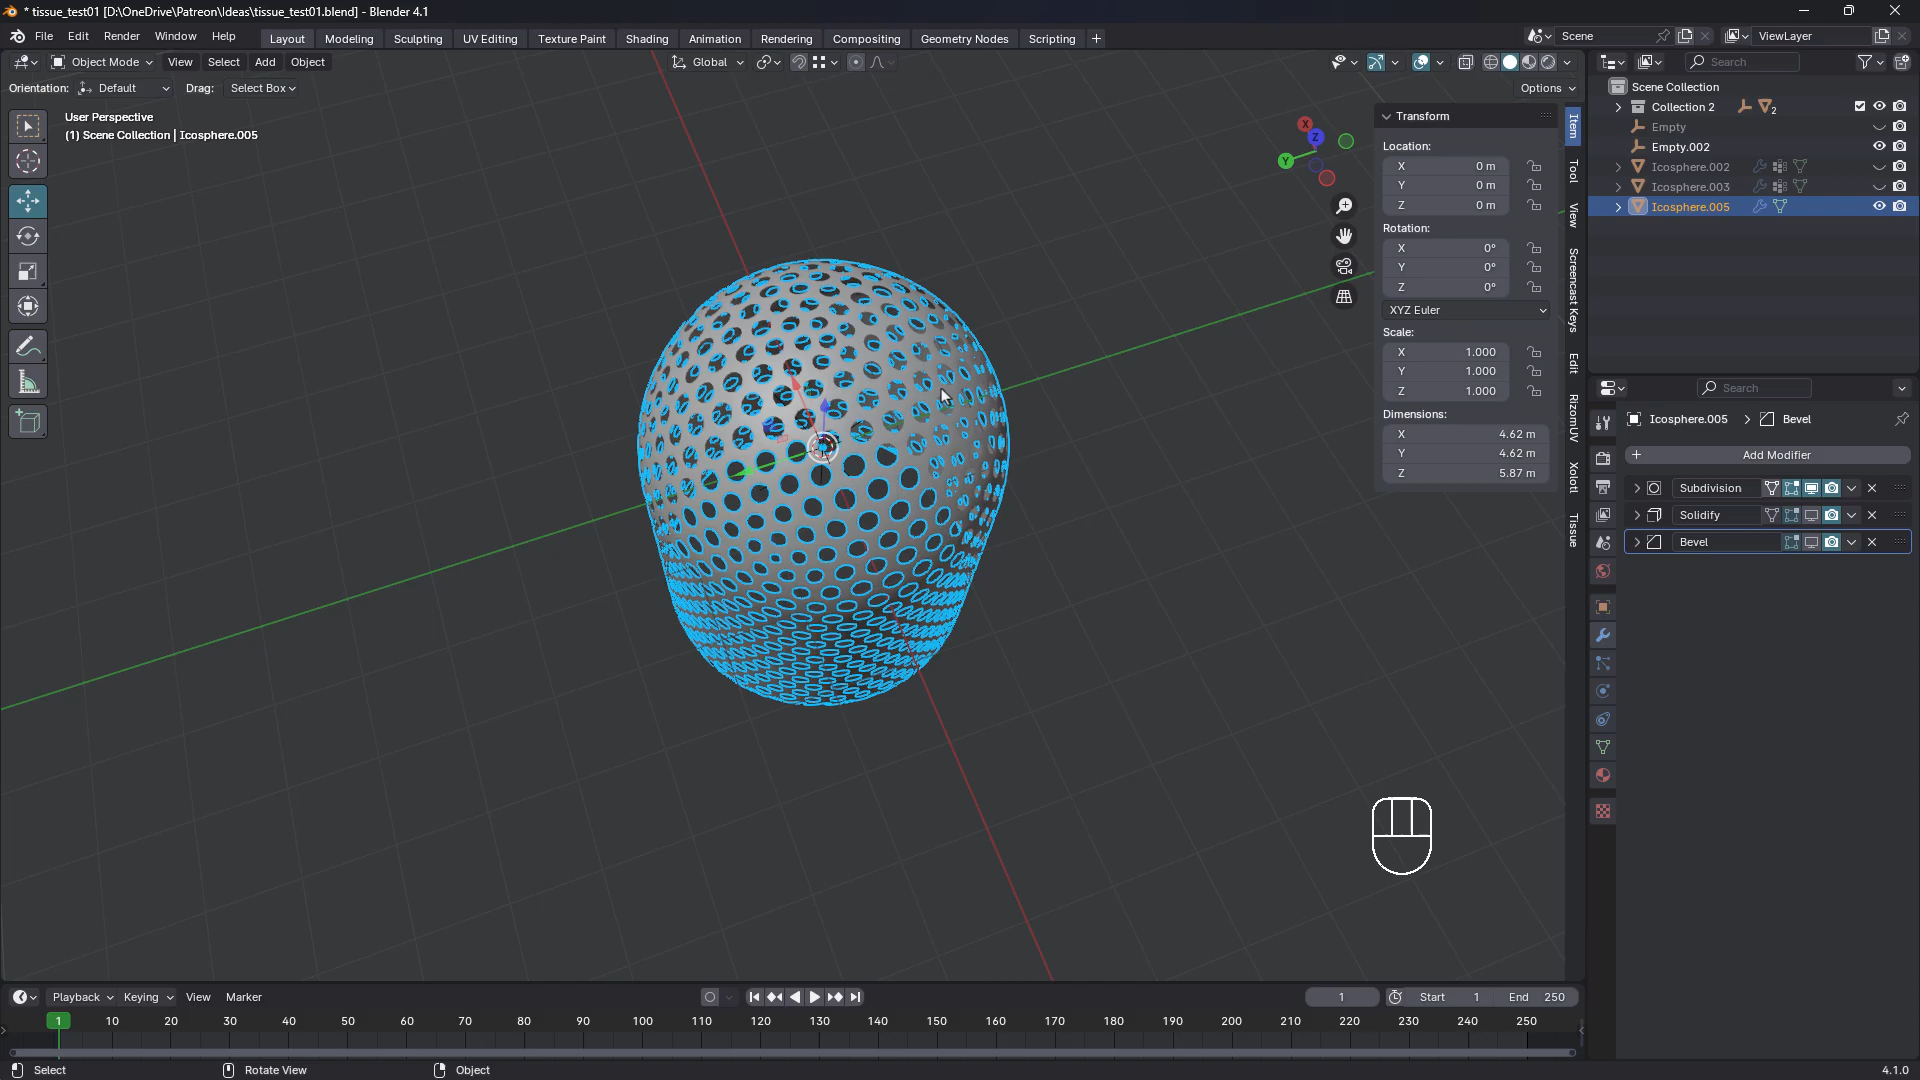 * tissue_test01 [D:\OneDrive\Patreon\Ideas\tissue_test01.blend] - Blender 4.1
File Edit Render Window Help Layout Modeling Sculpting UV Editing Texture Paint Shading Animation Rendering Compositing Geometry Nodes Scripting + Scene ViewLayer
Object Mode View Select Add Object Global Search
Orientation: Default Drag: Select Box Options
User Perspective
(1) Scene Collection | Icosphere.005
Transform
Location:
X 0 m
Y 0 m
Z 0 m
Rotation:
X 0°
Y 0°
Z 0°
XYZ Euler
Scale:
X 1.000
Y 1.000
Z 1.000
Dimensions:
X 4.62 m
Y 4.62 m
Z 5.87 m
X
Y
Z
Item
Tool
View
Screencast Keys
Edit
RizomUV
Xolotl
Tissue
Scene Collection
Collection 2 2
Empty
Empty.002
Icosphere.002
Icosphere.003
Icosphere.005
Search
Icosphere.005 > Bevel
+ Add Modifier
Subdivision
Solidify
Bevel
Playback Keying View Marker 1 Start 1 End 250
1 10 20 30 40 50 60 70 80 90 100 110 120 130 140 150 160 170 180 190 200 210 220 230 240 250
Select Rotate View Object 4.1.0